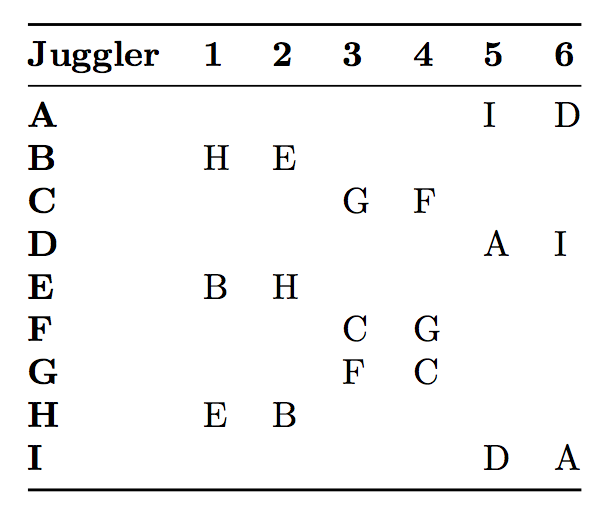 Juggler 1 2 3 4 5 6
A I D
B H E
C G F
D A I
E B H
F C G
G F C
H E B
I D A